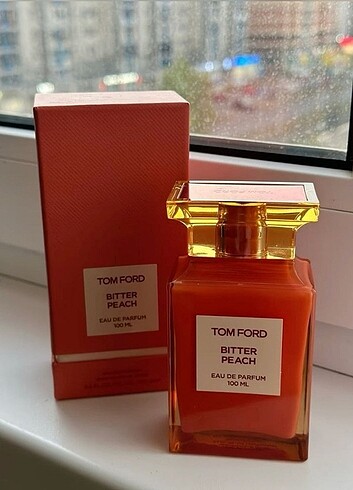 TOM FORD
BITTER
PEACH
EAU DE PARFUM
100 ML
TOM FORD
BITTER
PEACH
EAU DE PARFUM
100 ML